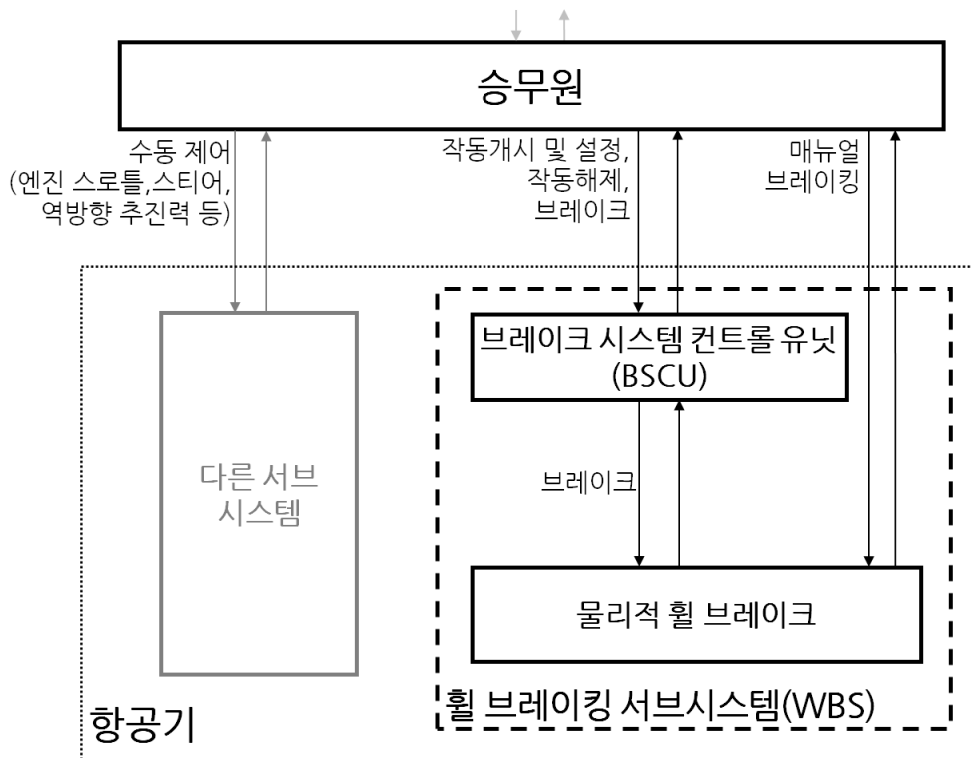 승무원
수동 제어
(엔진 스로틀,스티어,
역방향 추진력 등)
작동개시 및 설정,
작동해제,
브레이크
매뉴얼
브레이킹
브레이크 시스템 컨트롤 유닛
(BSCU)
다른 서브
시스템
브레이크
물리적 휠 브레이크
휠 브레이킹 서브시스템(WBS)
항공기